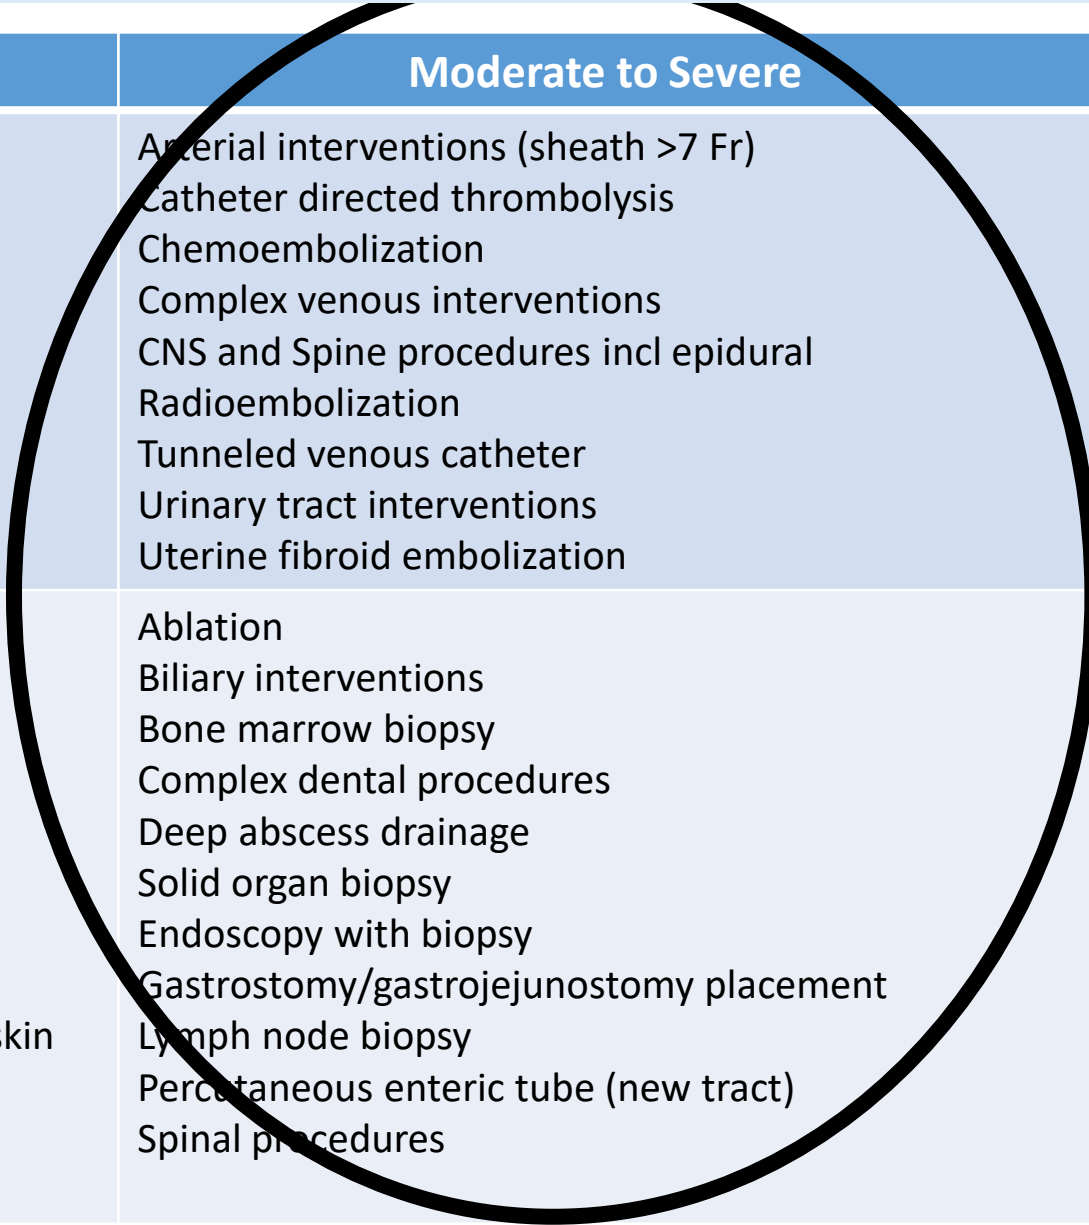 Moderate to Severe
Arterial interventions (sheath >7 Fr)
Catheter directed thrombolysis
Chemoembolization
Complex venous interventions
CNS and Spine procedures incl epidural
Radioembolization
Tunneled venous catheter
Urinary tract interventions
Uterine fibroid embolization
Ablation
Biliary interventions
Bone marrow biopsy
Complex dental procedures
Deep abscess drainage
Solid organ biopsy
Endoscopy with biopsy
Gastrostomy/gastrojejunostomy placement
skin Lymph node biopsy
Percutaneous enteric tube (new tract)
Spinal procedures